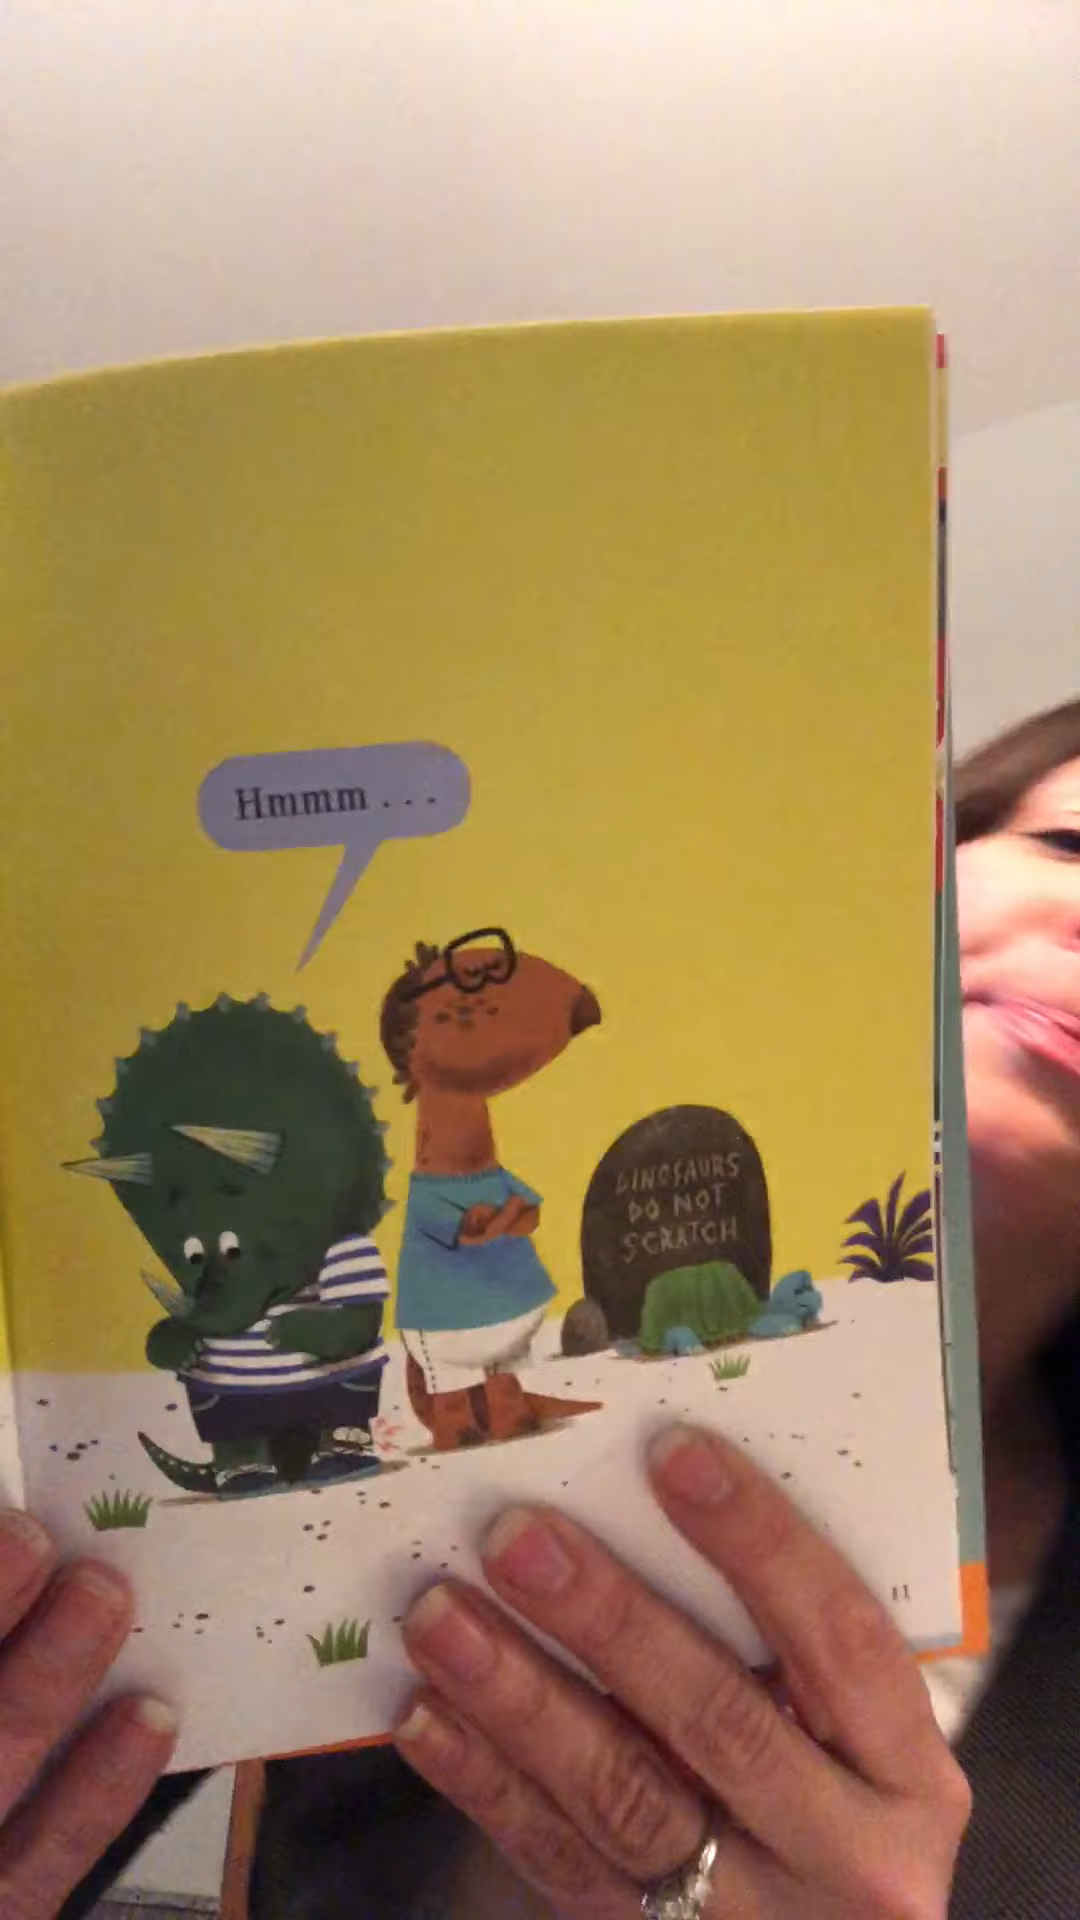 Hmmm . . .
DINOSAURS
DO NOT
SCRATCH
11